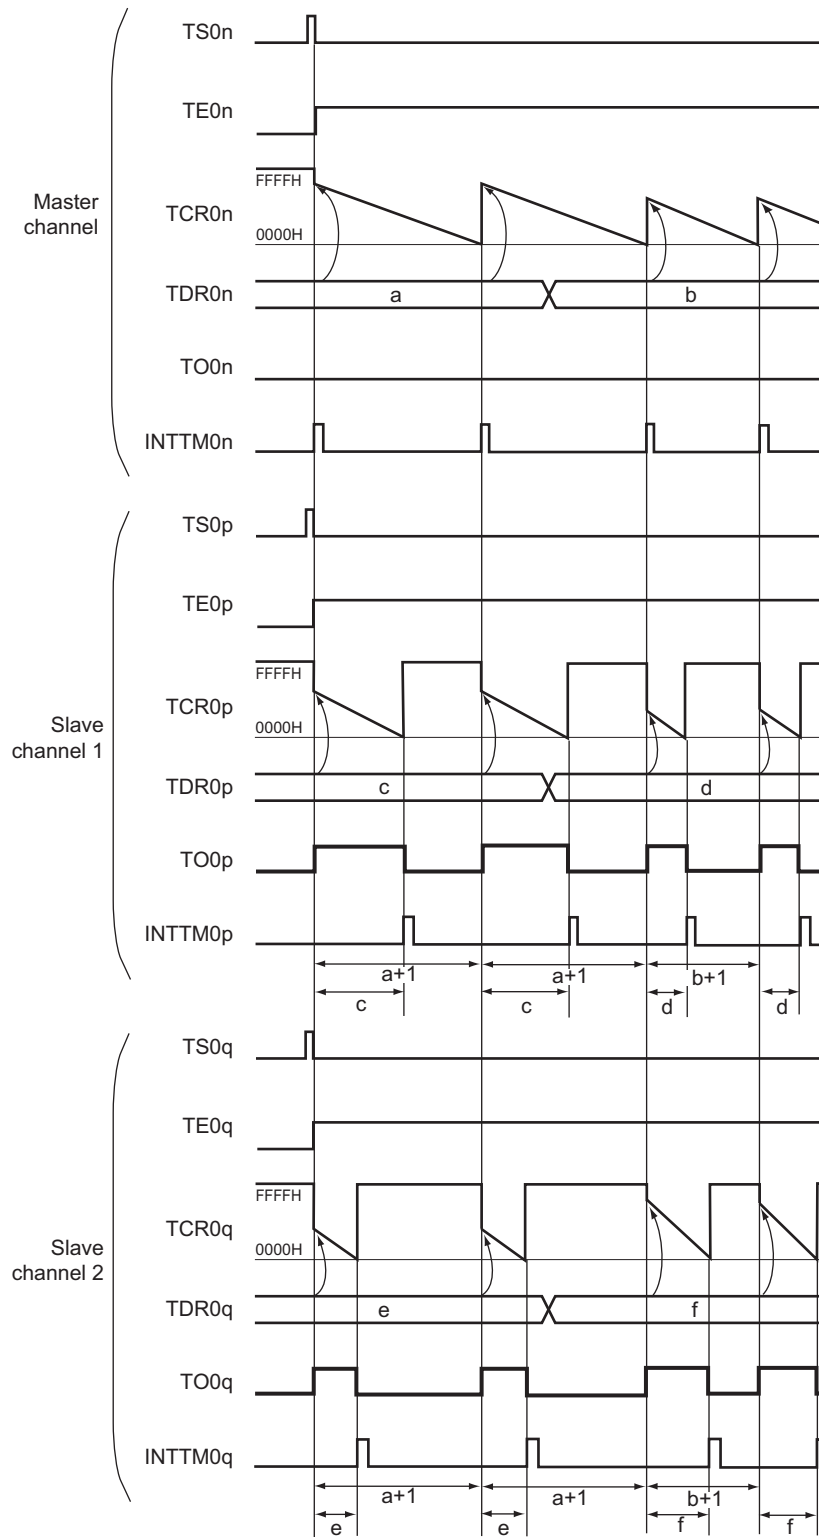 TS0n
TE0n
FFFFH
Master
channel
TCR0n
0000H
TDR0n
a
b
TO0n
INTTM0n
TS0p
TE0p
FFFFH
TCR0p
Slave
channel 1
0000H
TDR0p
c
d
TO0p
INTTM0p
a+1
a+1
b+1
c
c
d
d
TS0q
TE0q
FFFFH
TCR0q
Slave
channel 2
0000H
TDR0q
e
f
TO0q
INTTM0q
a+1
a+1
b+1
e
e
f
f